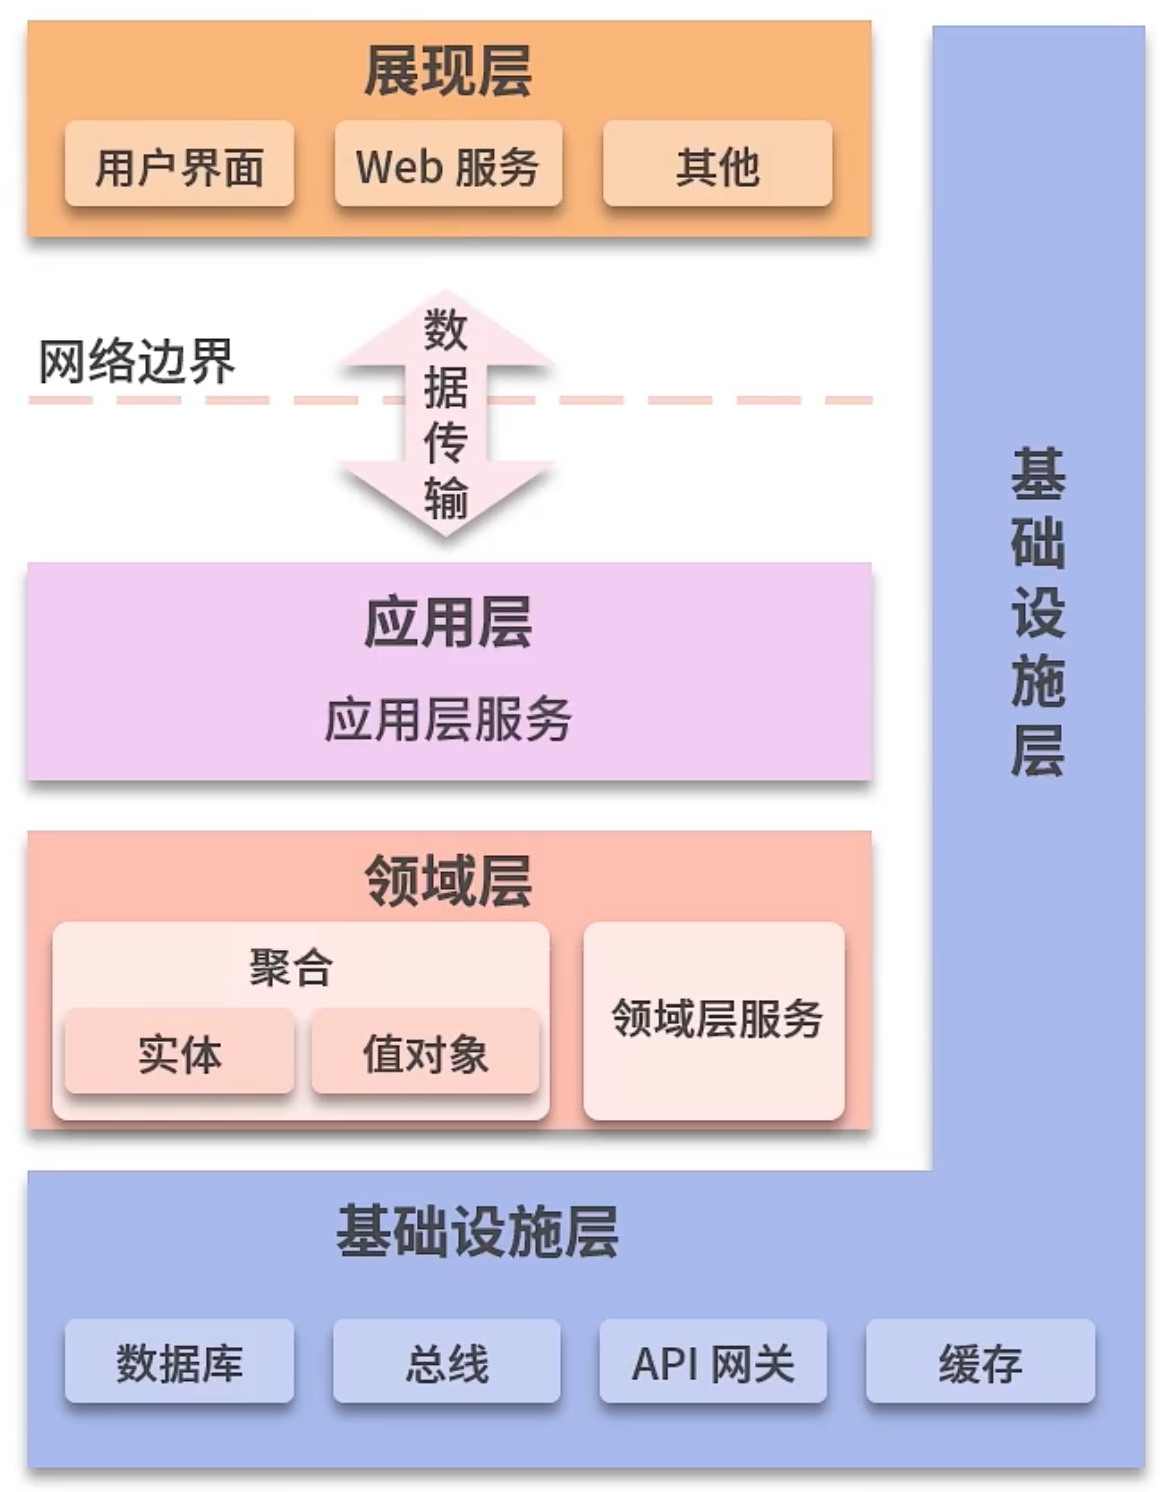 展现层
用户界面
Web 服务
其他
网络边界
数据传输
应用层
应用层服务
领域层
聚合
实体
值对象
领域层服务
基础设施层
基础设施层
数据库
总线
API 网关
缓存